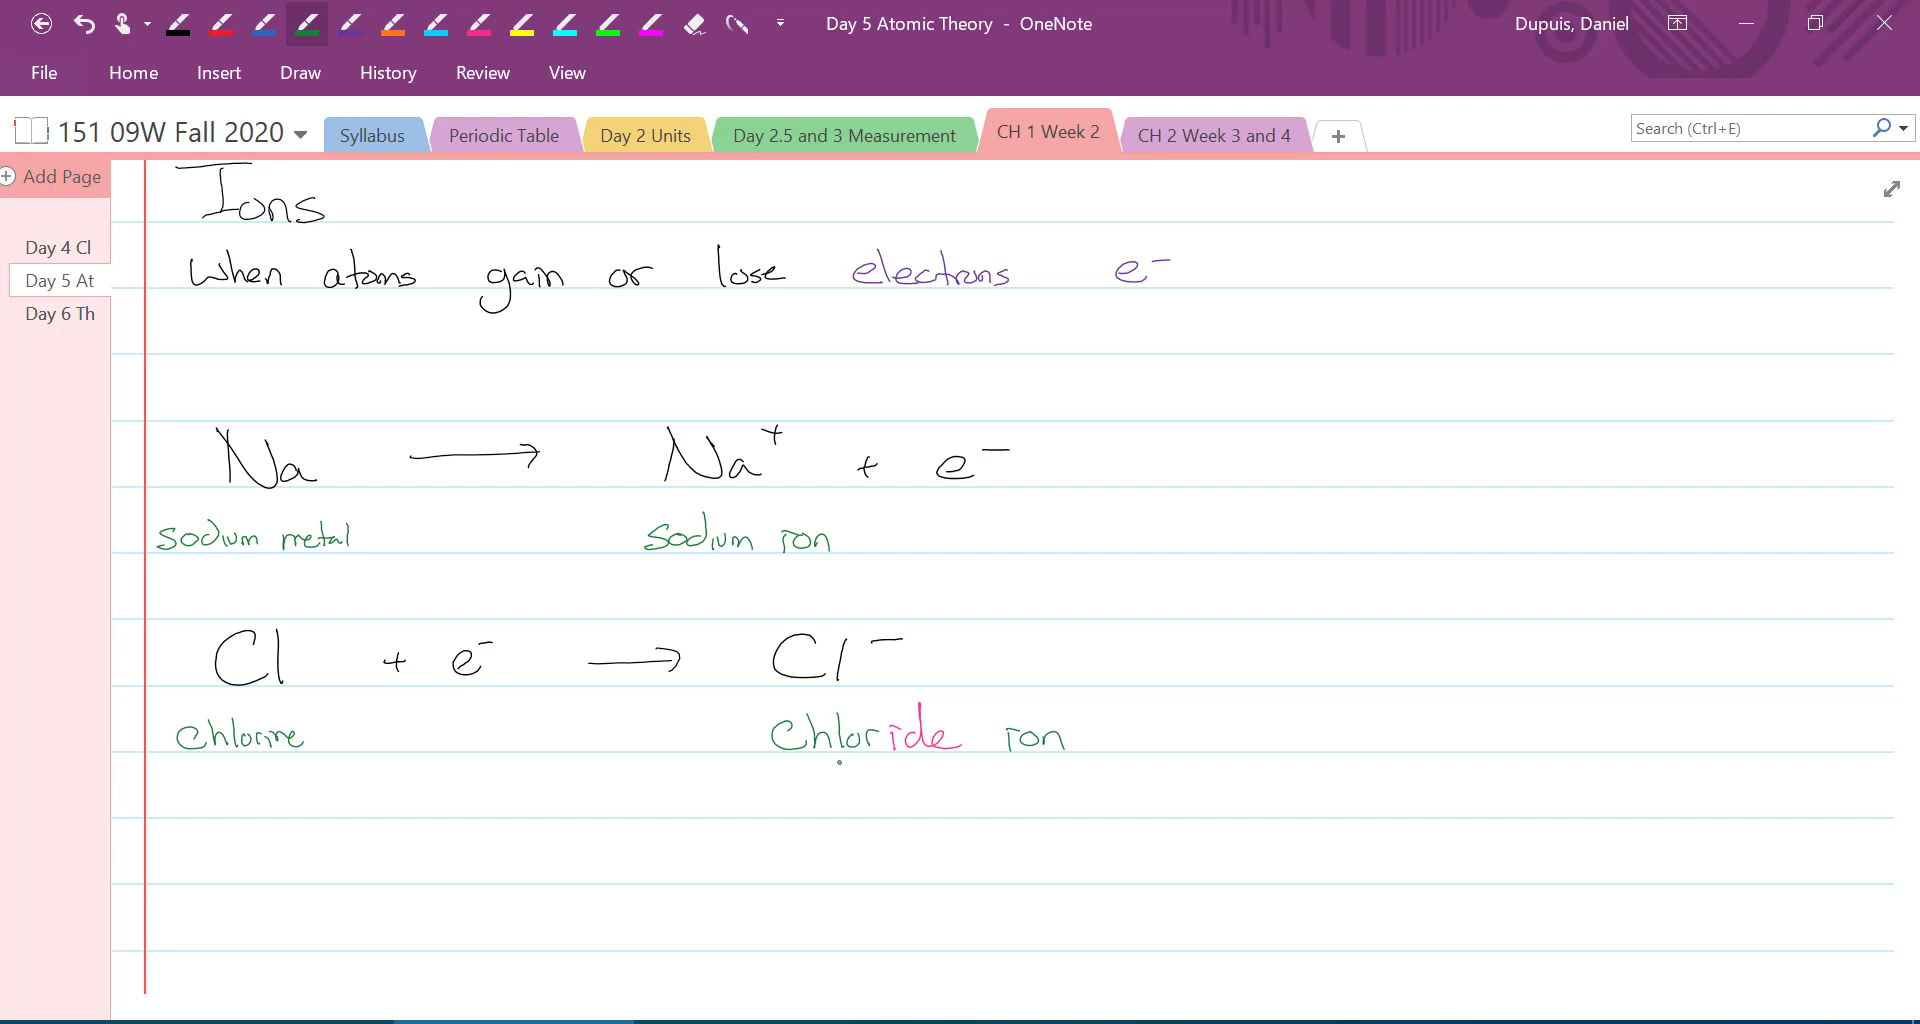 Day 5 Atomic Theory - OneNote
Dupuis, Daniel
File Home Insert Draw History Review View
151 09W Fall 2020
Syllabus Periodic Table Day 2 Units Day 2.5 and 3 Measurement CH 1 Week 2 CH 2 Week 3 and 4 +
Search (Ctrl+E)
Add Page
Day 4 Cl
Day 5 At
Day 6 Th
Ions
When atoms gain or lose electrons e⁻
Na → Na⁺ + e⁻
sodium metal sodium ion
Cl + e⁻ → Cl⁻
chlorine chloride ion